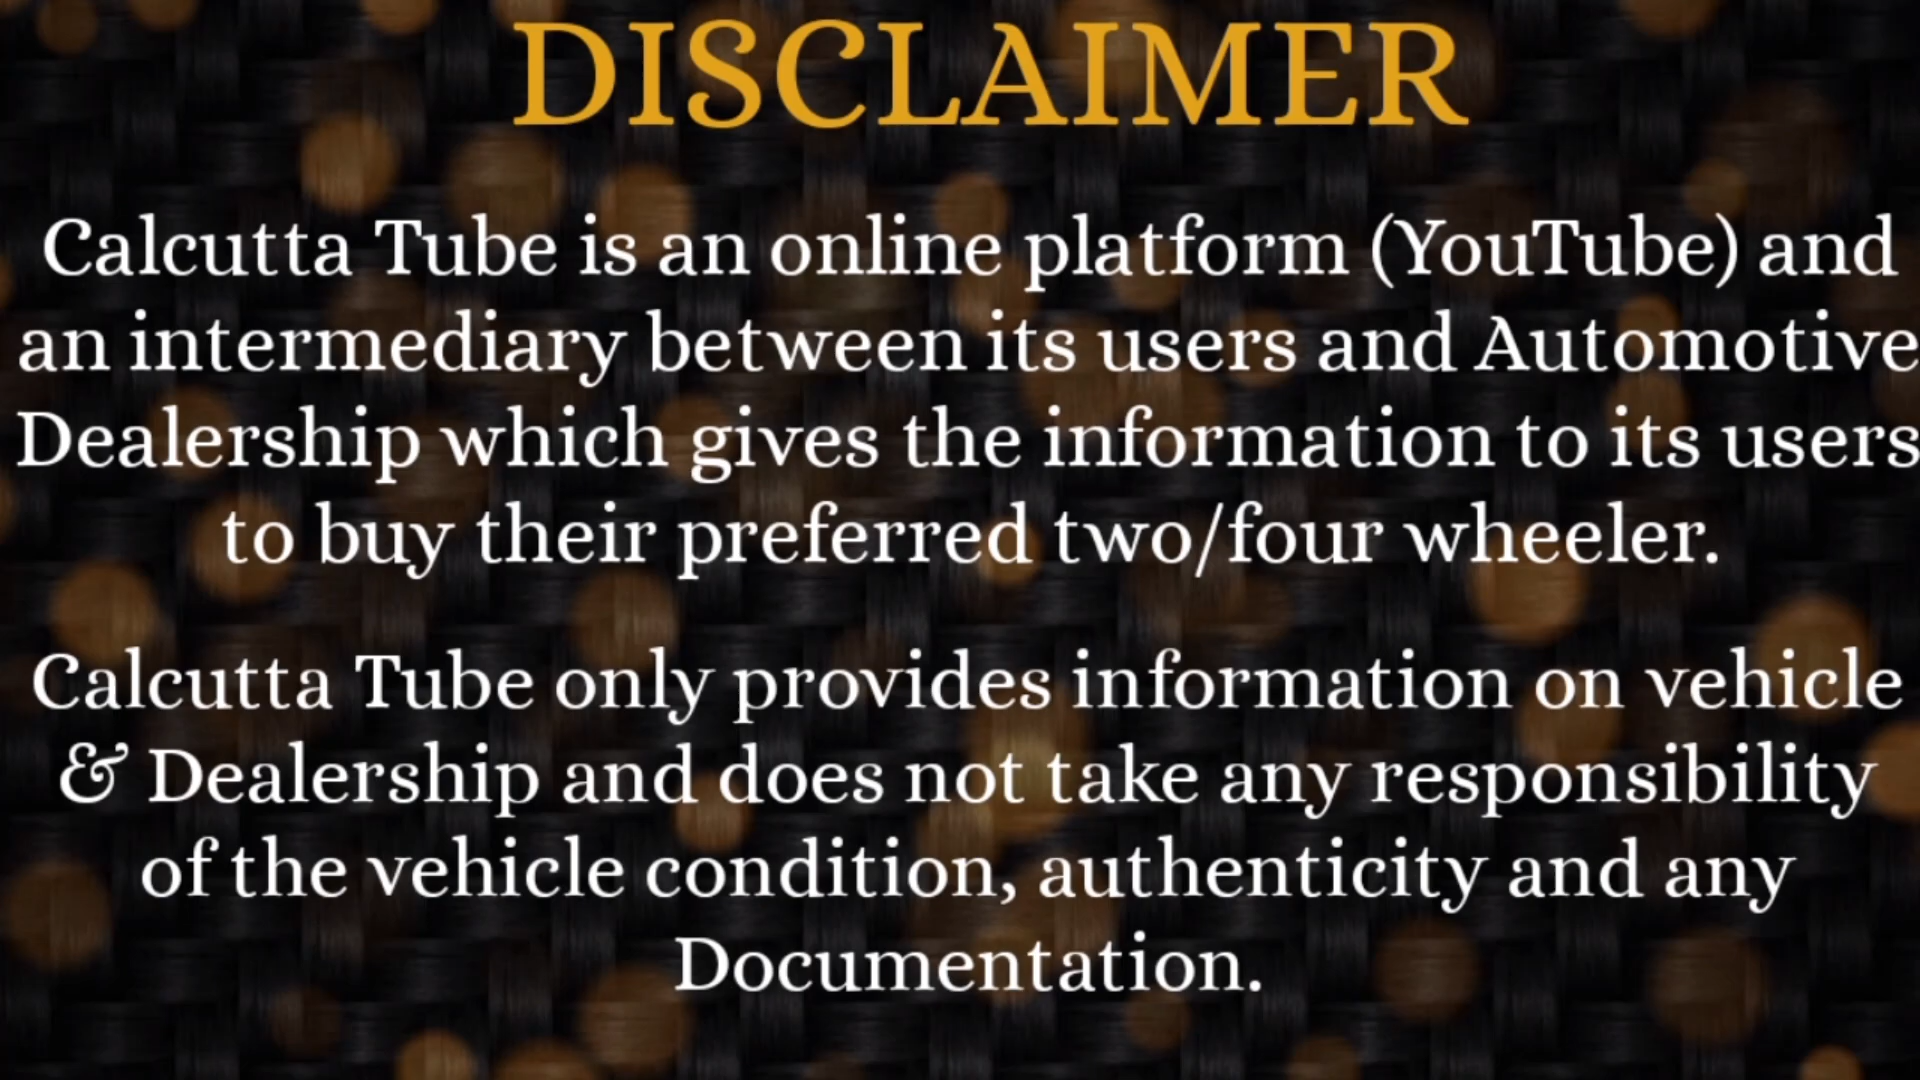 DISCLAIMER
Calcutta Tube is an online platform (YouTube) and
an intermediary between its users and Automotive
Dealership which gives the information to its users
to buy their preferred two/four wheeler.
Calcutta Tube only provides information on vehicle
& Dealership and does not take any responsibility
of the vehicle condition, authenticity and any
Documentation.